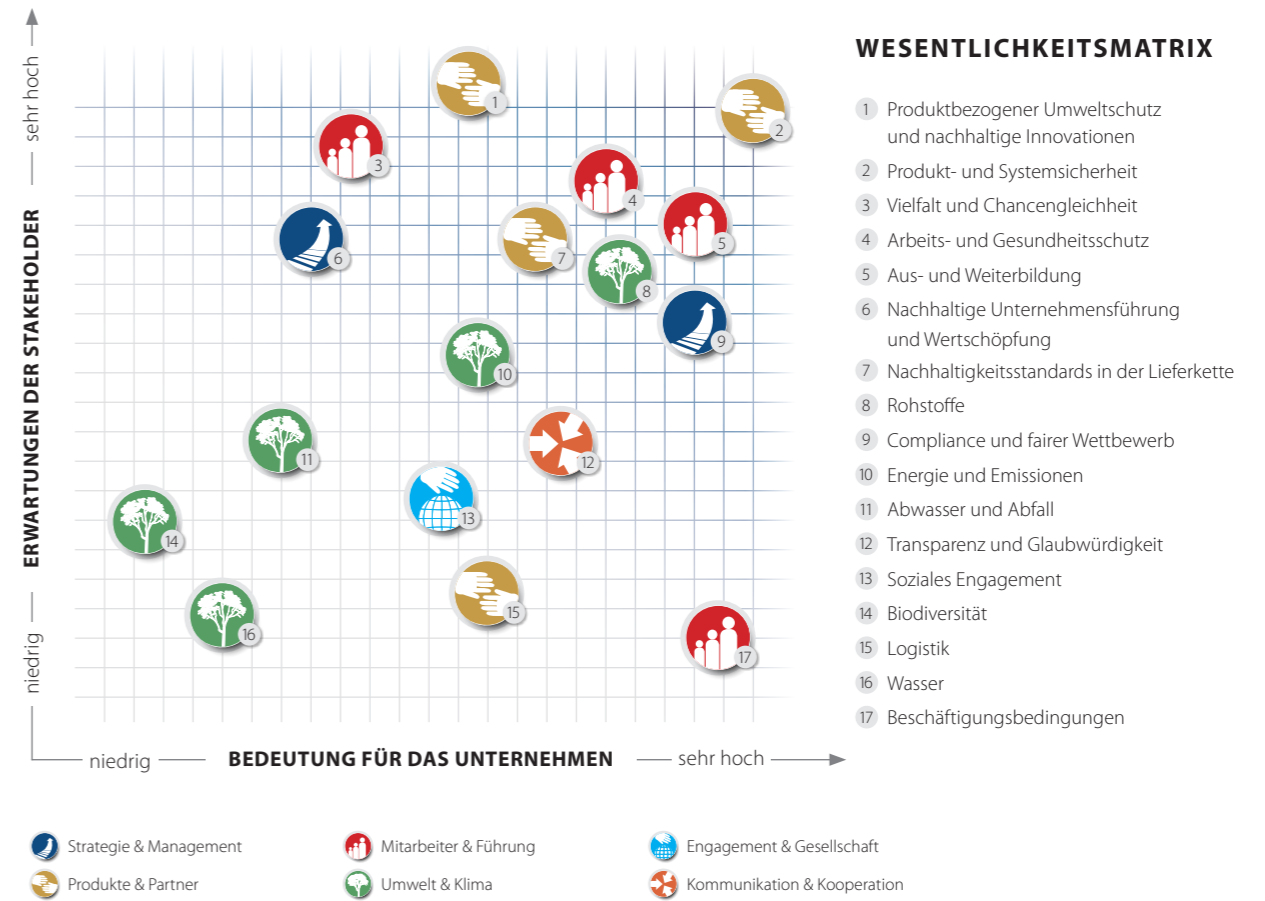 WESENTLICHKEITSMATRIX
1 Produktbezogener Umweltschutz
und nachhaltige Innovationen
2 Produkt- und Systemsicherheit
3 Vielfalt und Chancengleichheit
4 Arbeits- und Gesundheitsschutz
5 Aus- und Weiterbildung
6 Nachhaltige Unternehmensführung
und Wertschöpfung
7 Nachhaltigkeitsstandards in der Lieferkette
8 Rohstoffe
9 Compliance und fairer Wettbewerb
10 Energie und Emissionen
11 Abwasser und Abfall
12 Transparenz und Glaubwürdigkeit
13 Soziales Engagement
14 Biodiversität
15 Logistik
16 Wasser
17 Beschäftigungsbedingungen
sehr hoch
ERWARTUNGEN DER STAKEHOLDER
niedrig
1
2
3
4
5
6
7
8
9
10
11
12
13
14
15
16
17
niedrig
BEDEUTUNG FÜR DAS UNTERNEHMEN
sehr hoch
Strategie & Management
Mitarbeiter & Führung
Engagement & Gesellschaft
Produkte & Partner
Umwelt & Klima
Kommunikation & Kooperation